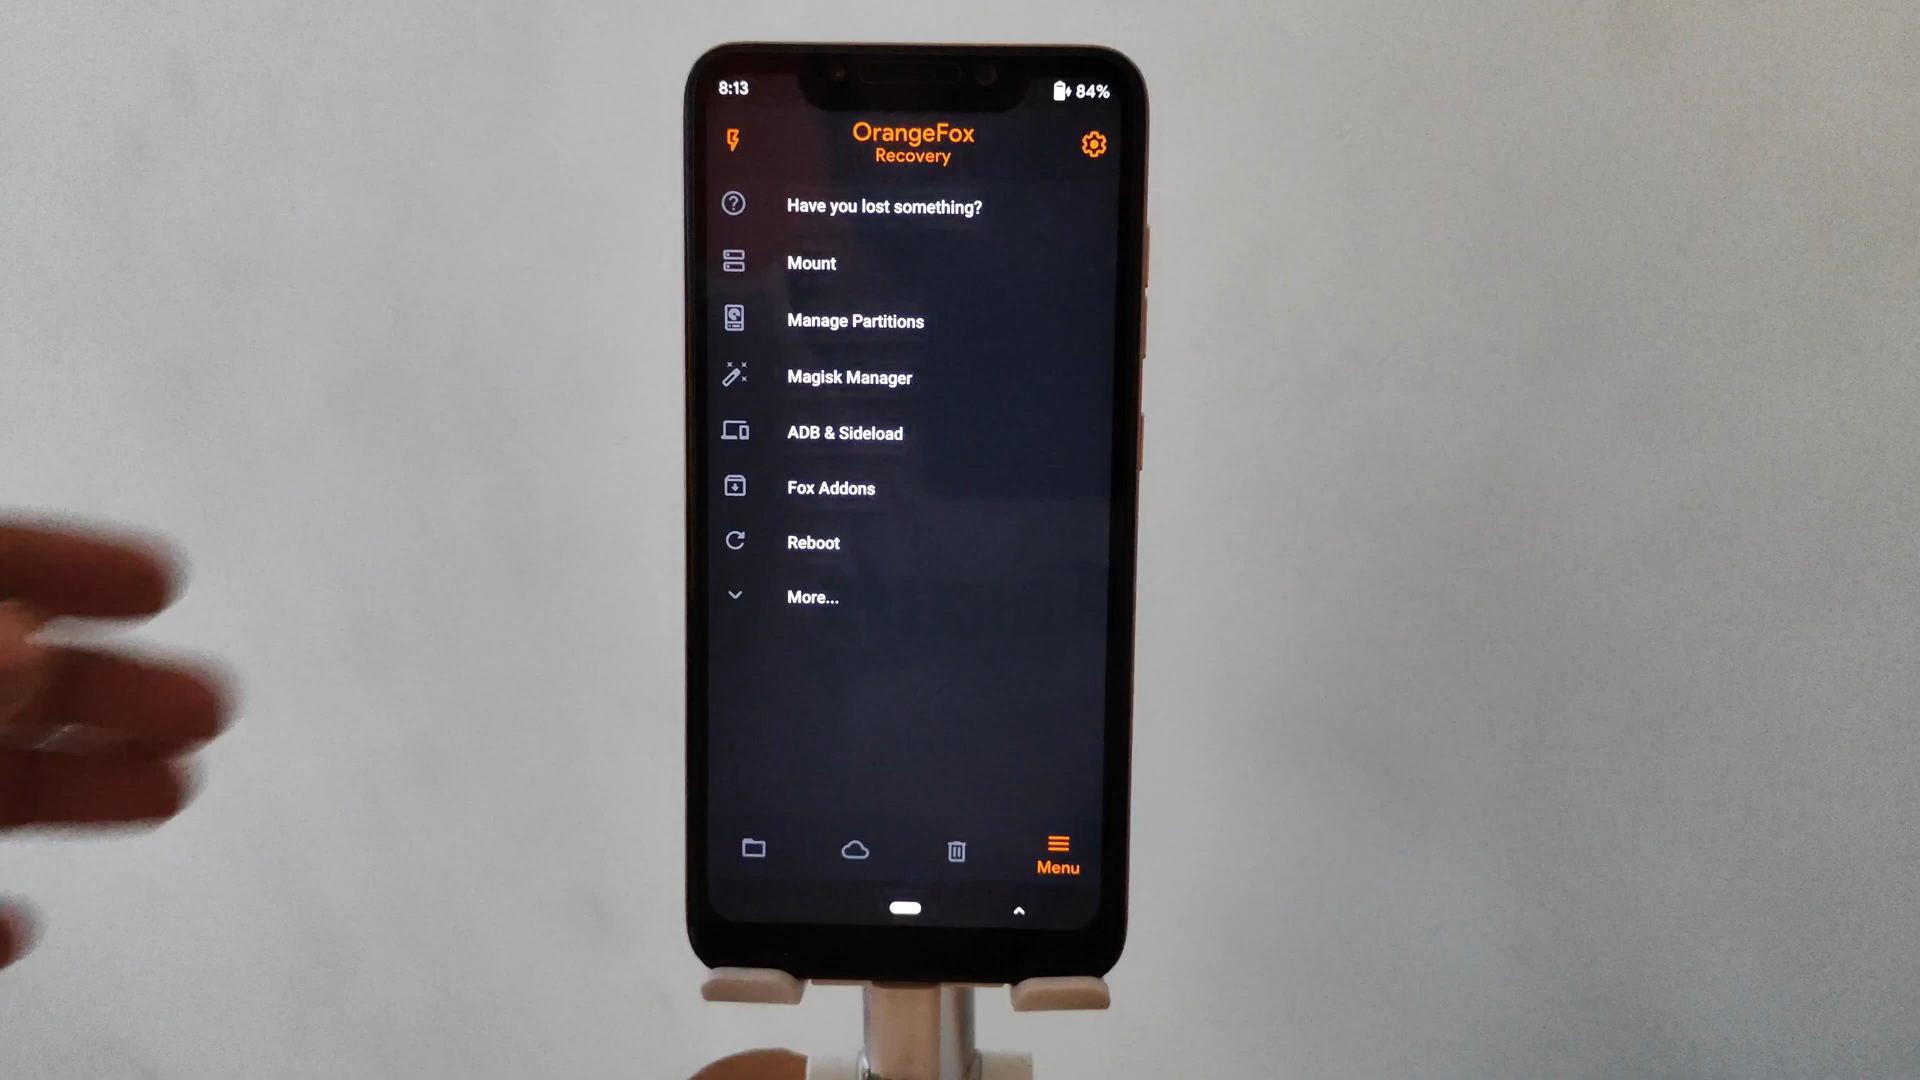 8:13
84%
OrangeFox
Recovery
Have you lost something?
Mount
Manage Partitions
Magisk Manager
ADB & Sideload
Fox Addons
Reboot
More...
Menu